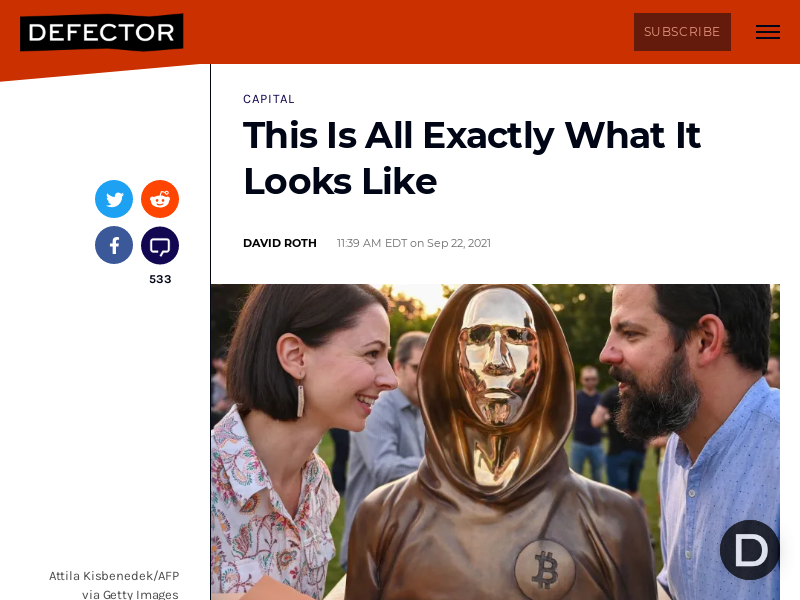 DEFECTOR
SUBSCRIBE
CAPITAL
This Is All Exactly What It
Looks Like
DAVID ROTH 11:39 AM EDT on Sep 22, 2021
533
Attila Kisbenedek/AFP
via Getty Images
D